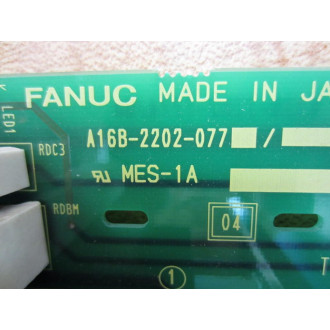 FANUC MADE IN JA
LED1
A16B-2202-077 /
RDC3
MES-1A
RDBM
04
1
T